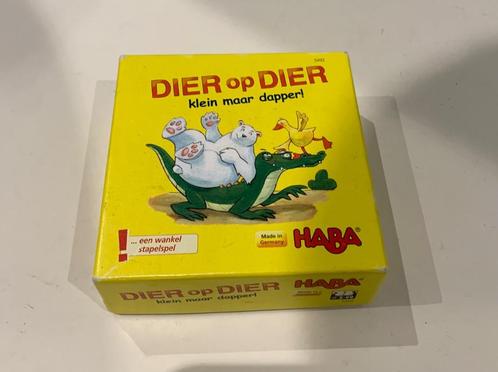 DIER op DIER
klein maar dapper!
... een wankel
stapelspel
Made in
Germany
HABA
DIER op DIER
klein maar dapper!
HABA